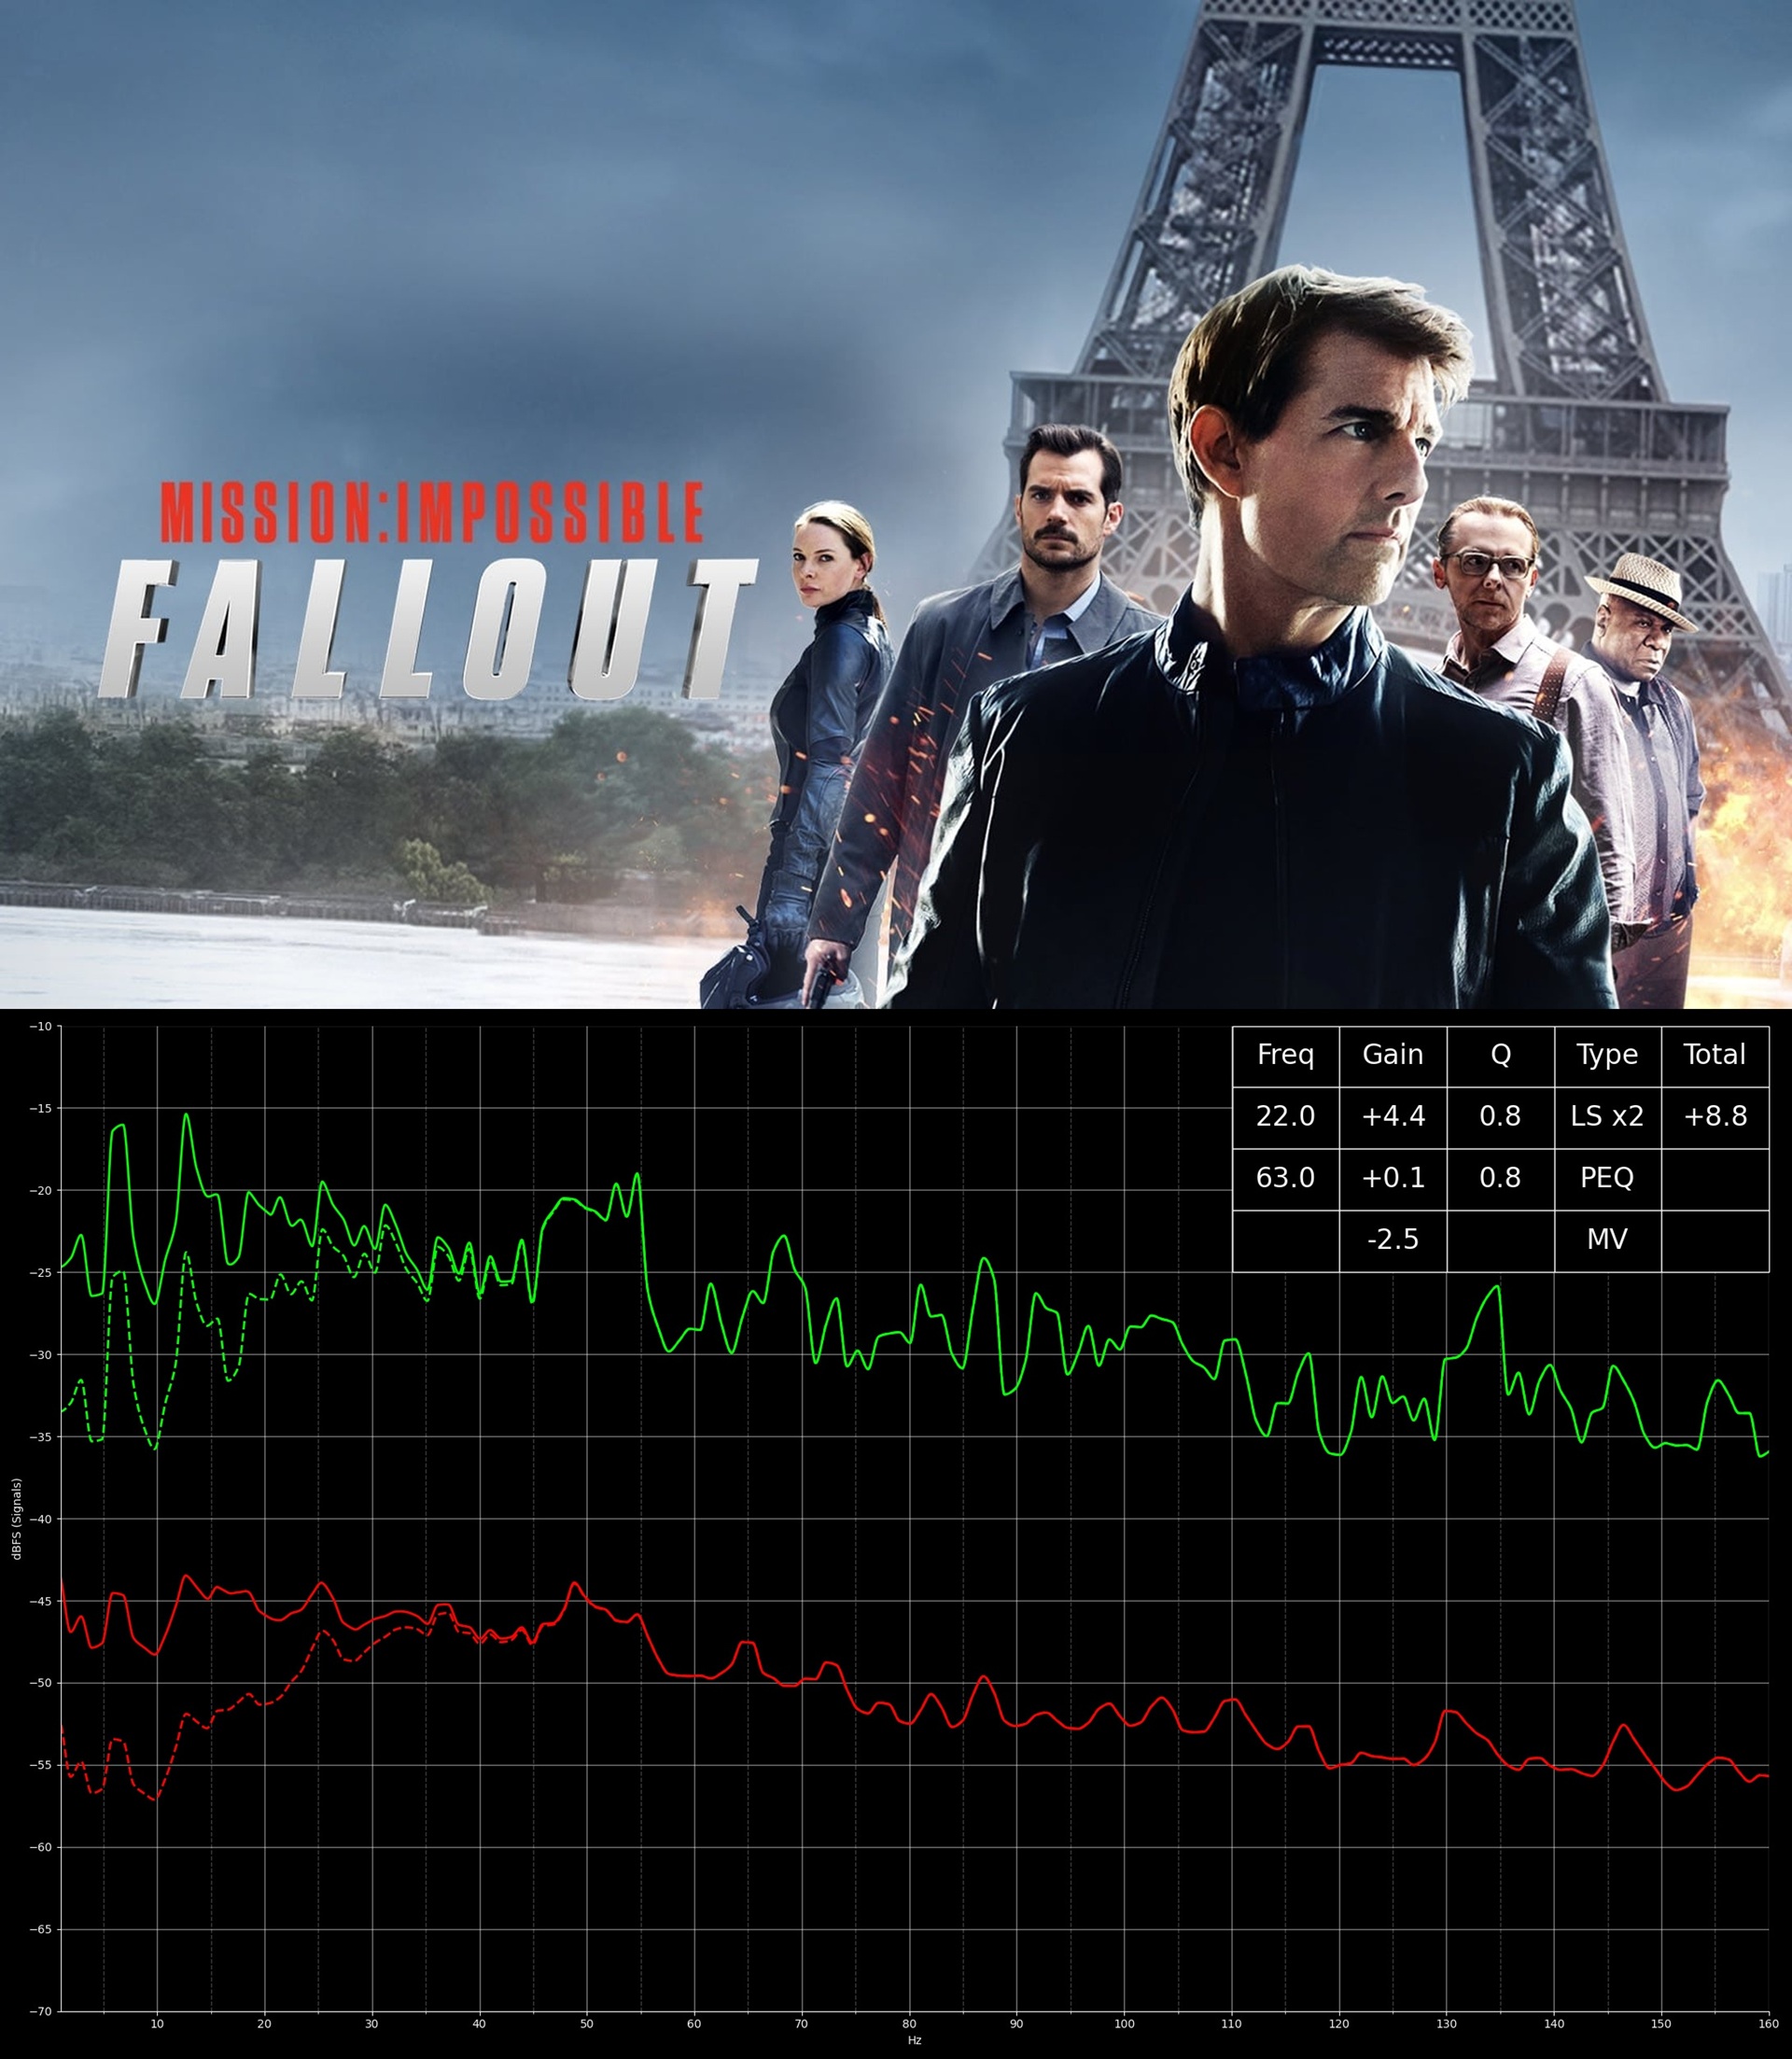 MISSION:IMPOSSIBLE
FALLOUT
Freq Gain Q Type Total
22.0 +4.4 0.8 LS x2 +8.8
63.0 +0.1 0.8 PEQ
-2.5 MV
−10
−15
−20
−25
−30
−35
−40
−45
−50
−55
−60
−65
−70
dBFS (Signals)
10 20 30 40 50 60 70 80 90 100 110 120 130 140 150 160
Hz